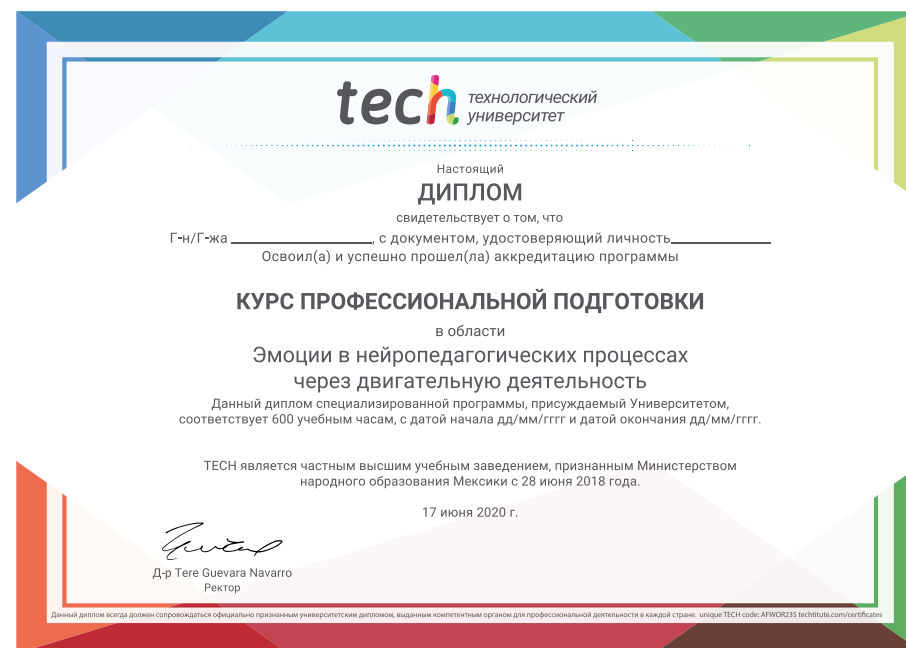 tech технологический
университет
Настоящий
ДИПЛОМ
свидетельствует о том, что
Г-н/Г-жа ____________________, с документом, удостоверяющий личность______________
Освоил(а) и успешно прошел(ла) аккредитацию программы
КУРС ПРОФЕССИОНАЛЬНОЙ ПОДГОТОВКИ
в области
Эмоции в нейропедагогических процессах
через двигательную деятельность
Данный диплом специализированной программы, присуждаемый Университетом,
соответствует 600 учебным часам, с датой начала дд/мм/гггг и датой окончания дд/мм/гггг.
TECH является частным высшим учебным заведением, признанным Министерством
народного образования Мексики с 28 июня 2018 года.
17 июня 2020 г.
Д-р Tere Guevara Navarro
Ректор
Данный диплом всегда должен сопровождаться официально признанным университетским дипломом, выданным компетентным органом для профессиональной деятельности в каждой стране. unique TECH code: AFWOR23S techtitute.com/certificates